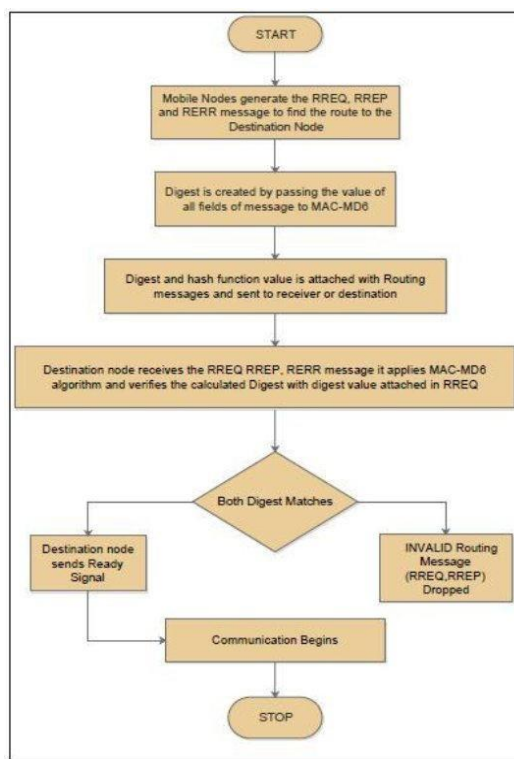 START
Mobile Nodes generate the RREQ, RREP
and RERR message to find the route to the
Destination Node
Digest is created by passing the value of
all fields of message to MAC-MD6
Digest and hash function value is attached with Routing
messages and sent to receiver or destination
Destination node receives the RREQ RREP, RERR message it applies MAC-MD6
algorithm and verifies the calculated Digest with digest value attached in RREQ
Both Digest Matches
Destination node
sends Ready
Signal
INVALID Routing
Message
(RREQ,RREP)
Dropped
Communication Begins
STOP